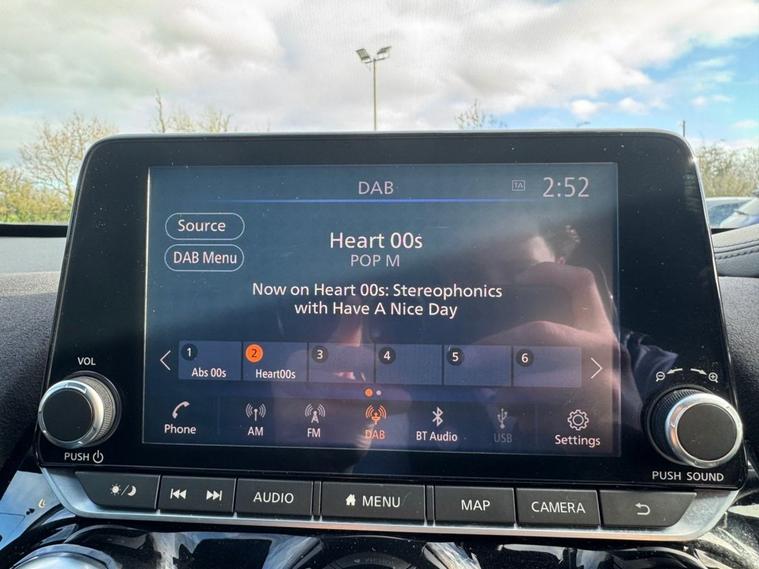 DAB
TA
2:52
Source
Heart 00s
DAB Menu
POP M
Now on Heart 00s: Stereophonics
with Have A Nice Day
1 2 3 4 5 6
Abs 00s Heart00s
VOL
Phone AM FM DAB BT Audio USB Settings
PUSH
PUSH SOUND
AUDIO MENU MAP CAMERA